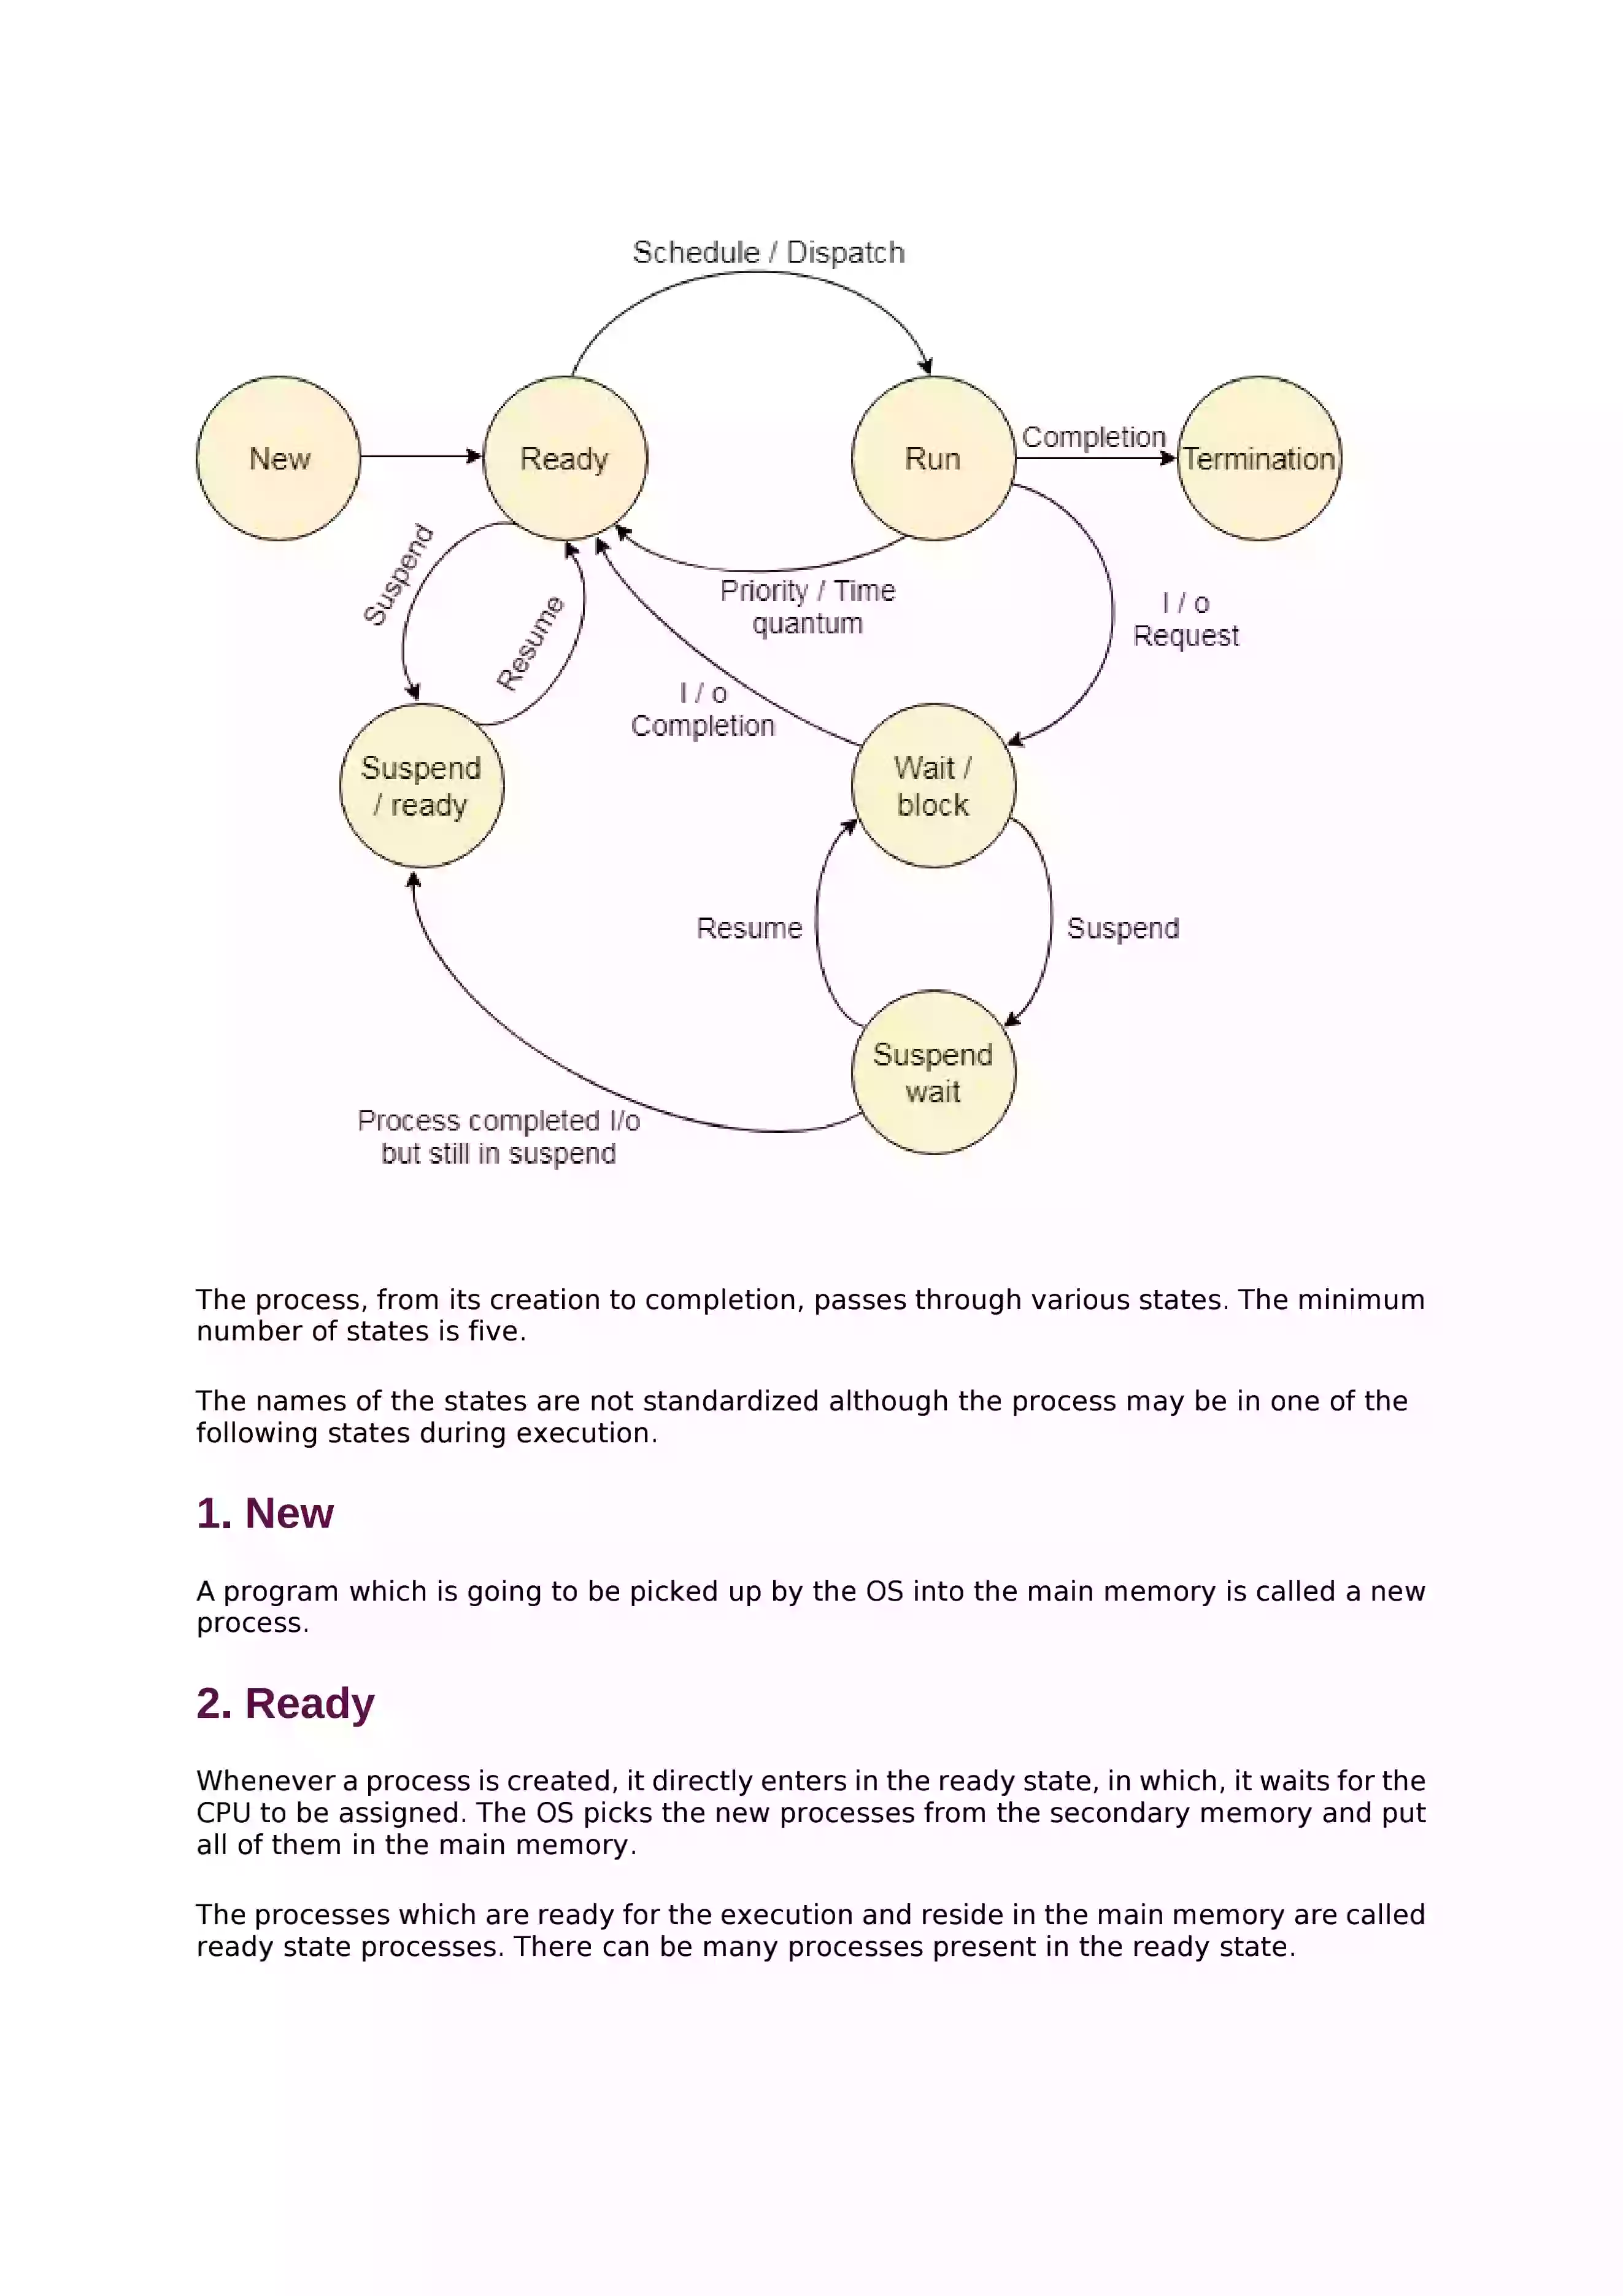 Schedule / Dispatch
New
Ready
Run
Completion
Termination
Suspend
Resume
Priority / Time
quantum
I / o
Request
I / o
Completion
Suspend
/ ready
Wait /
block
Resume
Suspend
Suspend
wait
Process completed I/o
but still in suspend
The process, from its creation to completion, passes through various states. The minimum
number of states is five.
The names of the states are not standardized although the process may be in one of the
following states during execution.
1. New
A program which is going to be picked up by the OS into the main memory is called a new
process.
2. Ready
Whenever a process is created, it directly enters in the ready state, in which, it waits for the
CPU to be assigned. The OS picks the new processes from the secondary memory and put
all of them in the main memory.
The processes which are ready for the execution and reside in the main memory are called
ready state processes. There can be many processes present in the ready state.